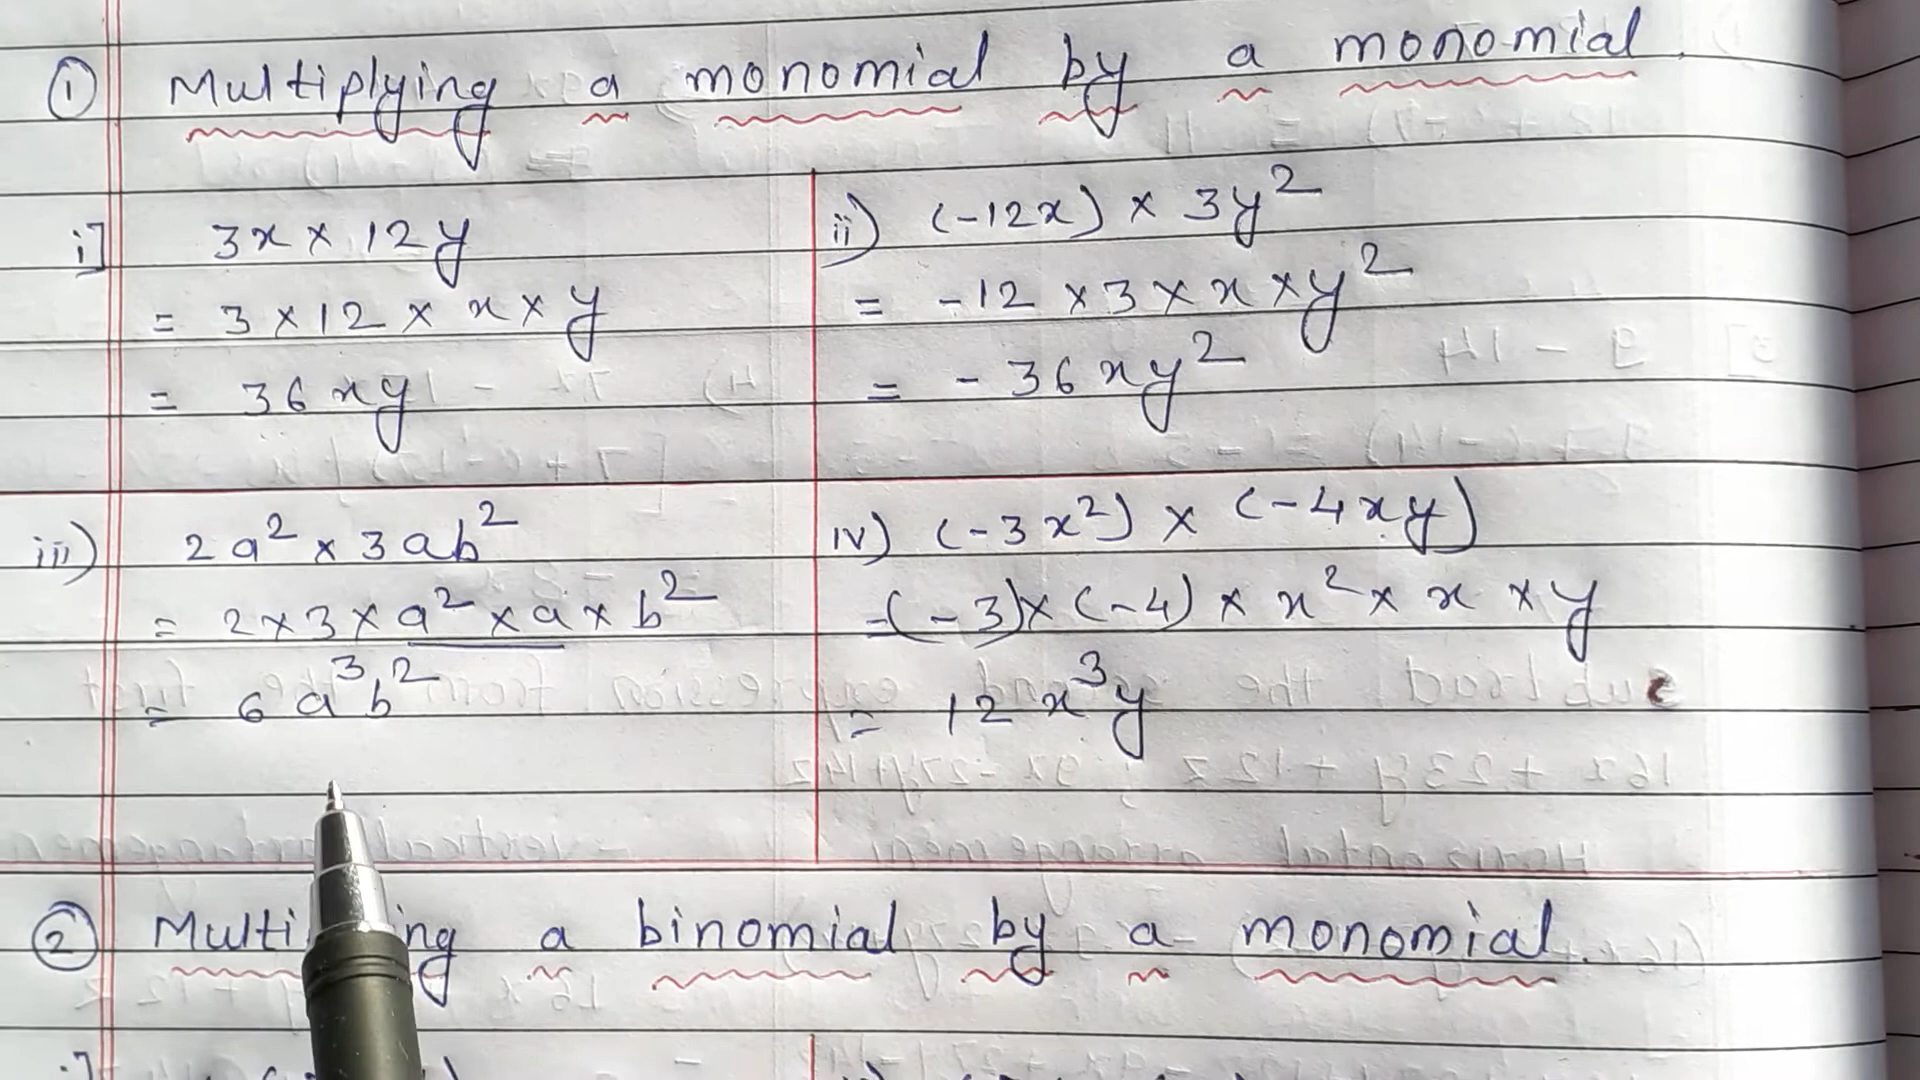 ① Multiplying a monomial by a monomial.
i] 3x × 12y
= 3 × 12 × x × y
= 36xy
ii) (-12x) × 3y²
= -12 × 3 × x × y²
= -36xy²
iii) 2a² × 3ab²
= 2 × 3 × a² × a × b²
= 6a³b²
iv) (-3x²) × (-4xy)
= (-3) × (-4) × x² × x × y
= 12x³y
② Multi ing a binomial by a monomial.